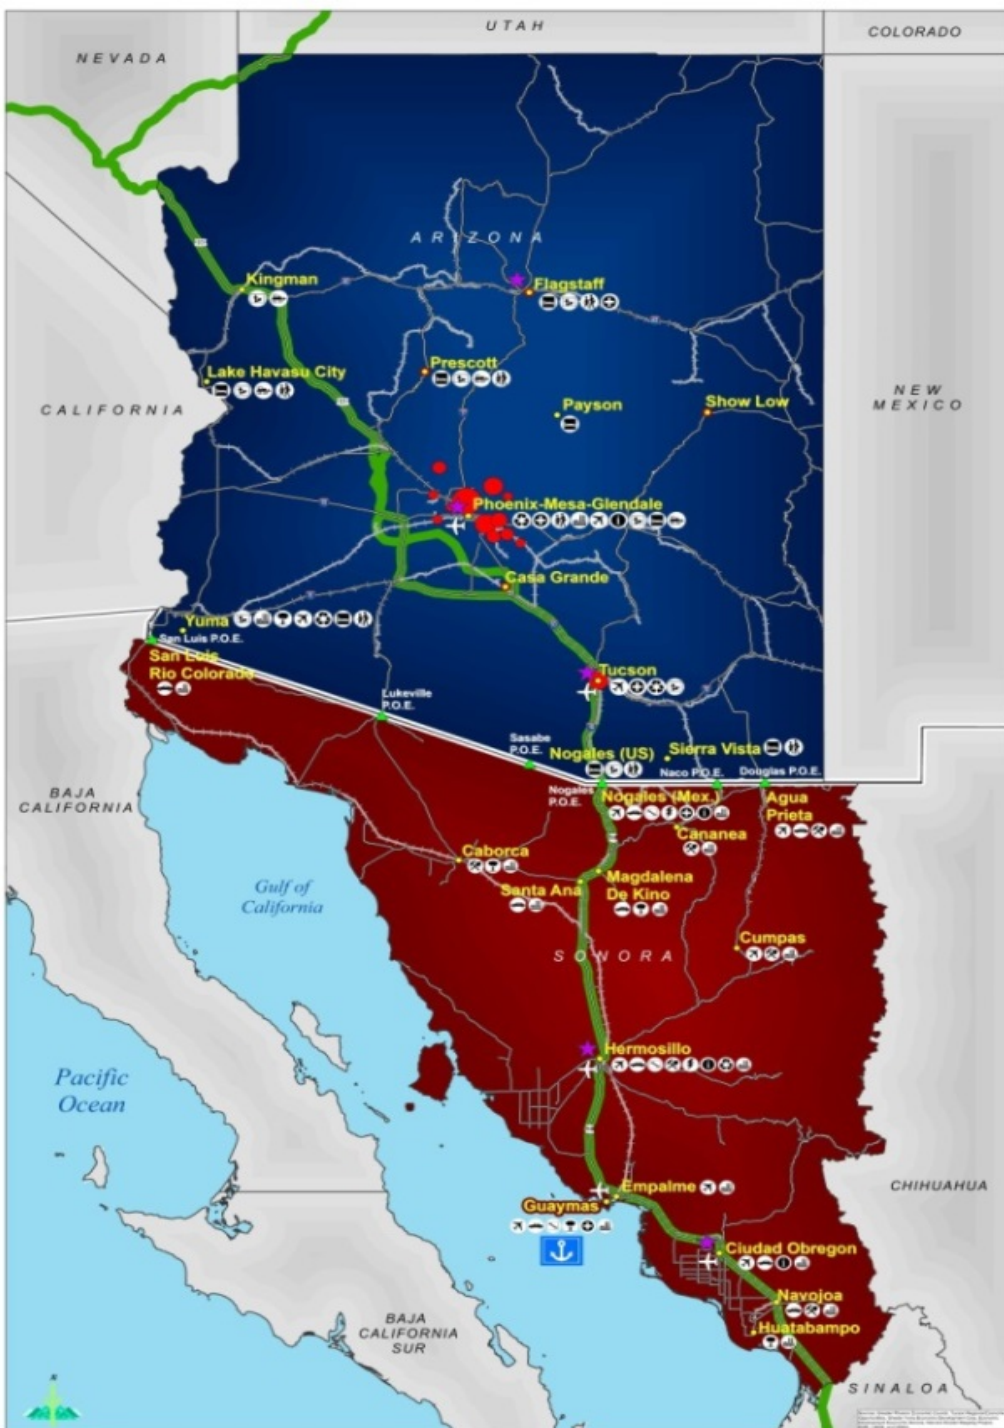 UTAH
COLORADO
NEVADA
ARIZONA
Kingman
Flagstaff
Lake Havasu City
Prescott
CALIFORNIA
Payson
Show Low
NEW
MEXICO
Phoenix-Mesa-Glendale
Casa Grande
Yuma
San Luis P.O.E.
San Luis
Rio Colorado
Tucson
Lukeville
P.O.E.
Sasabe
P.O.E.
Nogales (US)
Sierra Vista
Naco P.O.E.
Douglas P.O.E.
Nogales
P.O.E.
Nogales (Mex.)
Agua
Prieta
BAJA
CALIFORNIA
Cananea
Caborca
Magdalena
De Kino
Santa Ana
Gulf of
California
Cumpas
SONORA
Hermosillo
Pacific
Ocean
Empalme
CHIHUAHUA
Guaymas
Ciudad Obregon
Navojoa
Huatabampo
BAJA
CALIFORNIA
SUR
SINALOA
N